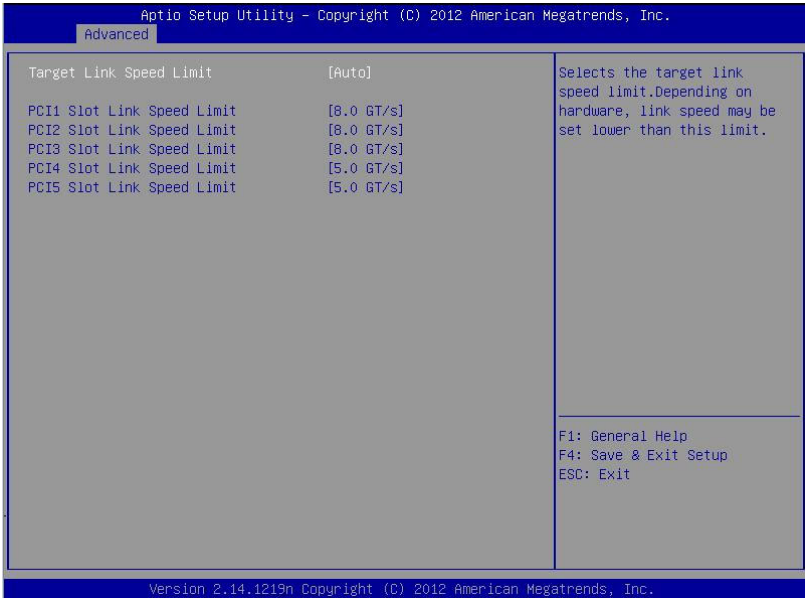 Aptio Setup Utility – Copyright (C) 2012 American Megatrends, Inc.
Advanced
Target Link Speed Limit [Auto]
PCI1 Slot Link Speed Limit [8.0 GT/s]
PCI2 Slot Link Speed Limit [8.0 GT/s]
PCI3 Slot Link Speed Limit [8.0 GT/s]
PCI4 Slot Link Speed Limit [5.0 GT/s]
PCI5 Slot Link Speed Limit [5.0 GT/s]
Selects the target link
speed limit.Depending on
hardware, link speed may be
set lower than this limit.
F1: General Help
F4: Save & Exit Setup
ESC: Exit
Version 2.14.1219n Copyright (C) 2012 American Megatrends, Inc.